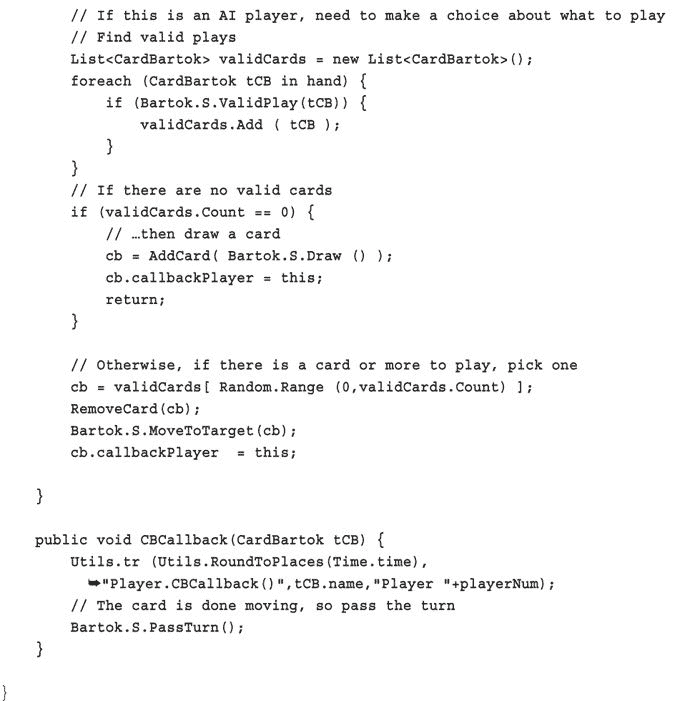 // If this is an AI player, need to make a choice about what to play
// Find valid plays
List<CardBartok> validCards = new List<CardBartok>();
foreach (CardBartok tCB in hand) {
if (Bartok.S.ValidPlay(tCB)) {
validCards.Add ( tCB );
}
}
// If there are no valid cards
if (validCards.Count == 0) {
// …then draw a card
cb = AddCard( Bartok.S.Draw () );
cb.callbackPlayer = this;
return;
}
// Otherwise, if there is a card or more to play, pick one
cb = validCards[ Random.Range (0,validCards.Count) ];
RemoveCard(cb);
Bartok.S.MoveToTarget(cb);
cb.callbackPlayer  = this;
}
public void CBCallback(CardBartok tCB) {
Utils.tr (Utils.RoundToPlaces(Time.time),
➥"Player.CBCallback()",tCB.name,"Player "+playerNum);
// The card is done moving, so pass the turn
Bartok.S.PassTurn();
}
}